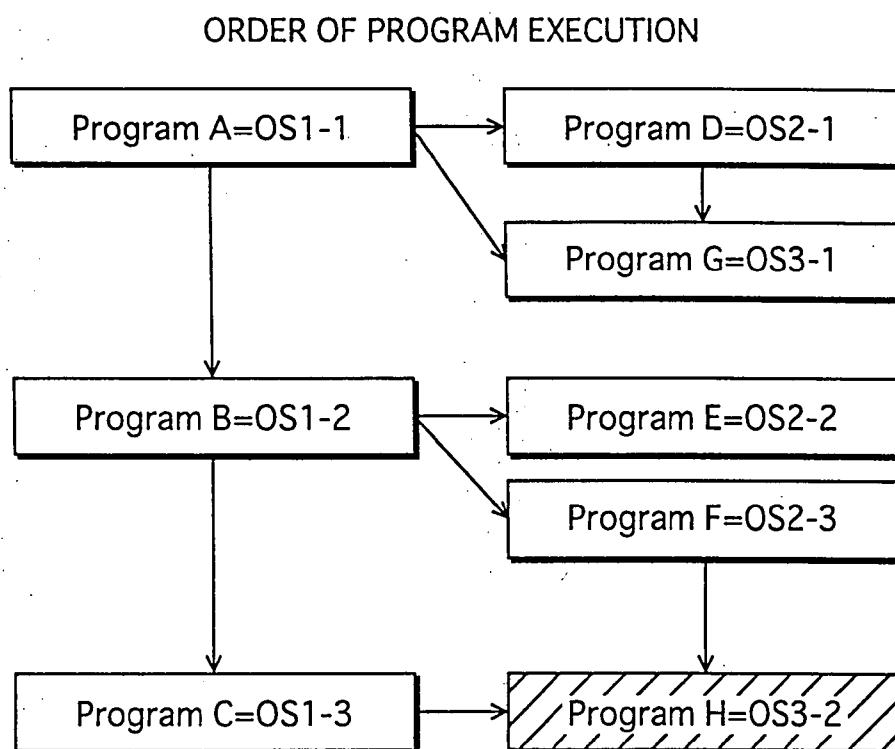 ORDER OF PROGRAM EXECUTION
Program A=OS1-1
Program D=OS2-1
Program G=OS3-1
Program B=OS1-2
Program E=OS2-2
Program F=OS2-3
Program C=OS1-3
Program H=OS3-2